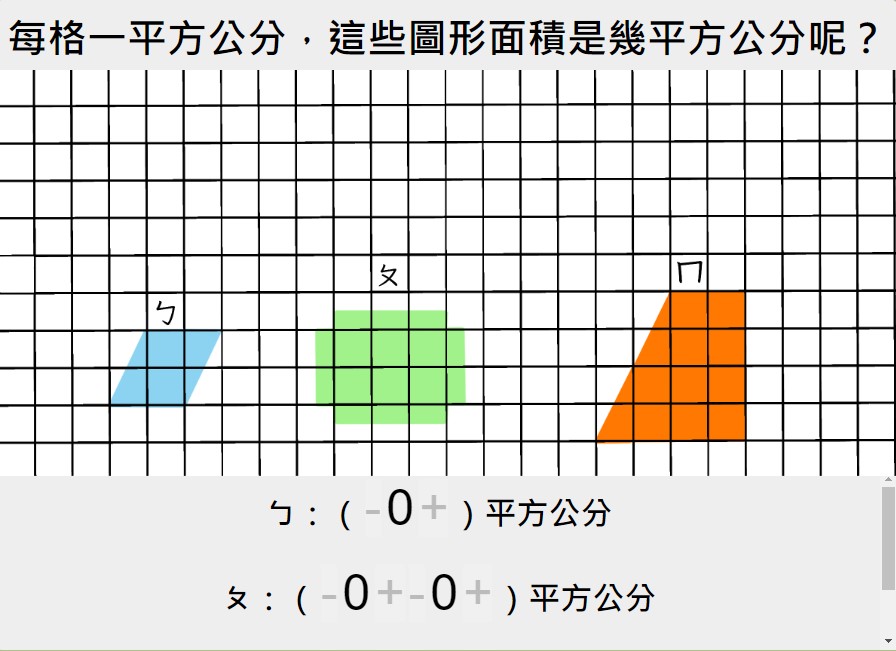 每格一平方公分，這些圖形面積是幾平方公分呢？
ㄅ ㄆ ㄇ
ㄅ：( -0+ ) 平方公分
ㄆ：( -0+-0+ ) 平方公分